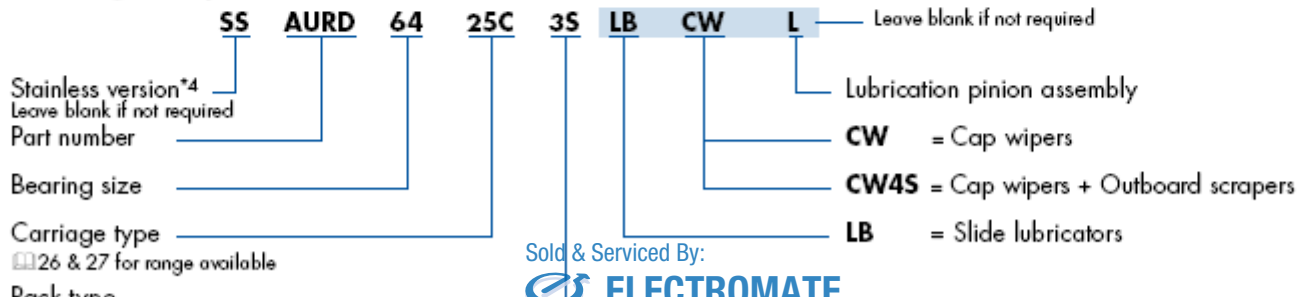 SS AURD 64 25C 3S LB CW L Leave blank if not required
Stainless version*4
Leave blank if not required
Lubrication pinion assembly
Part number
CW = Cap wipers
Bearing size
CW4S = Cap wipers + Outboard scrapers
Carriage type
LB = Slide lubricators
26 & 27 for range available
Sold & Serviced By:
ELECTROMATE